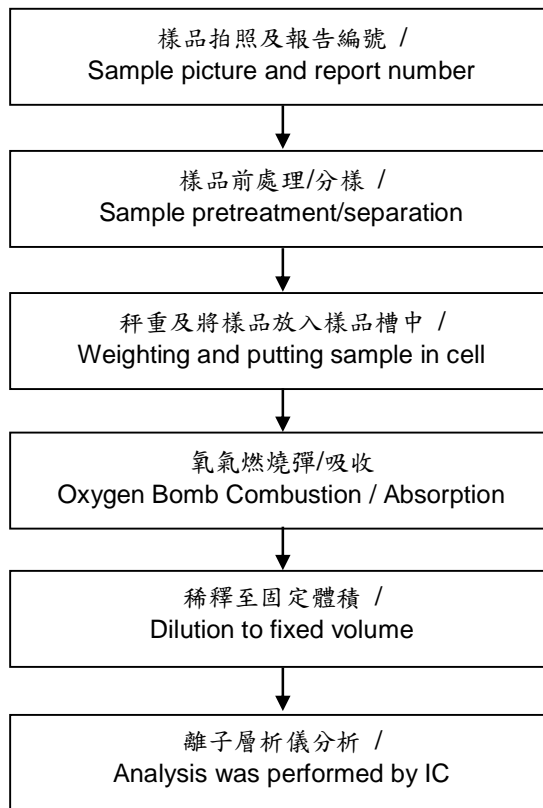 樣品拍照及報告編號 /
Sample picture and report number
樣品前處理/分樣 /
Sample pretreatment/separation
秤重及將樣品放入樣品槽中 /
Weighting and putting sample in cell
氧氣燃燒彈/吸收
Oxygen Bomb Combustion / Absorption
稀釋至固定體積 /
Dilution to fixed volume
離子層析儀分析 /
Analysis was performed by IC